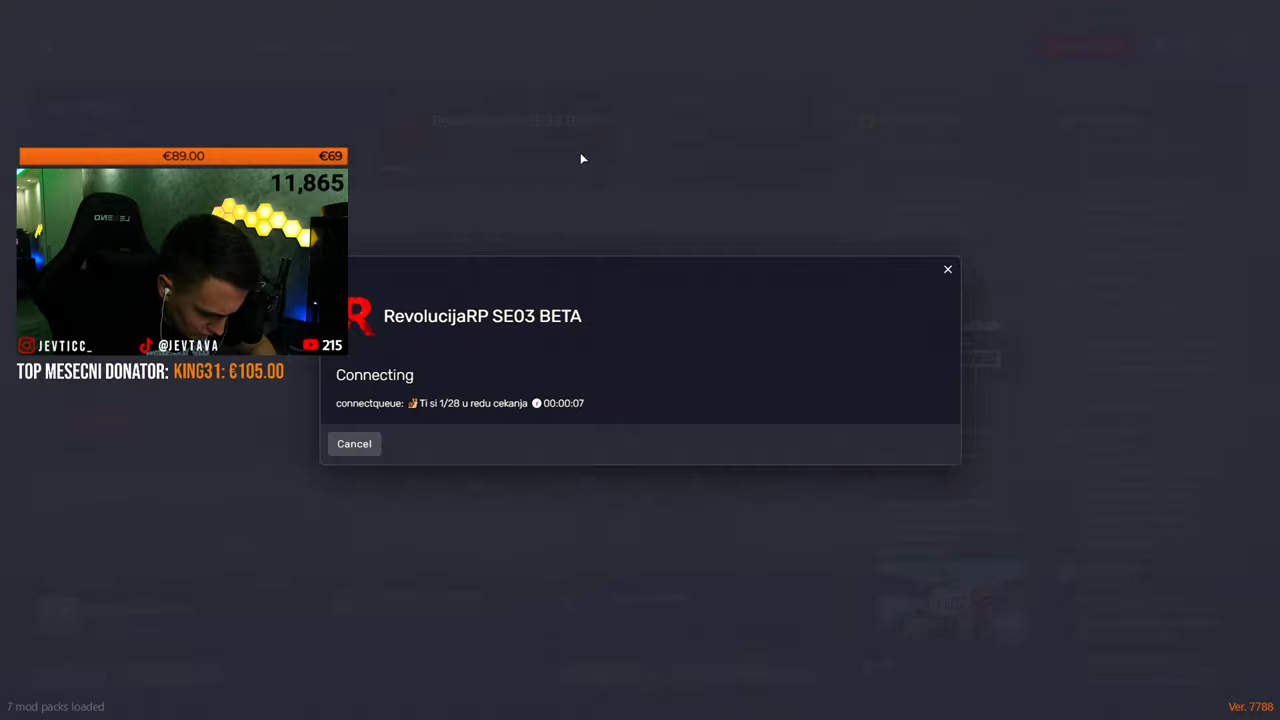 €89.00 €69
11,865
LEGEND
JEVTICC_ @JEVTAVA 215
TOP MESECNI DONATOR: KING31: €105.00
R RevolucijaRP SE03 BETA
Connecting
connectqueue: Ti si 1/28 u redu cekanja 00:00:07
Cancel
7 mod packs loaded
Ver. 7788